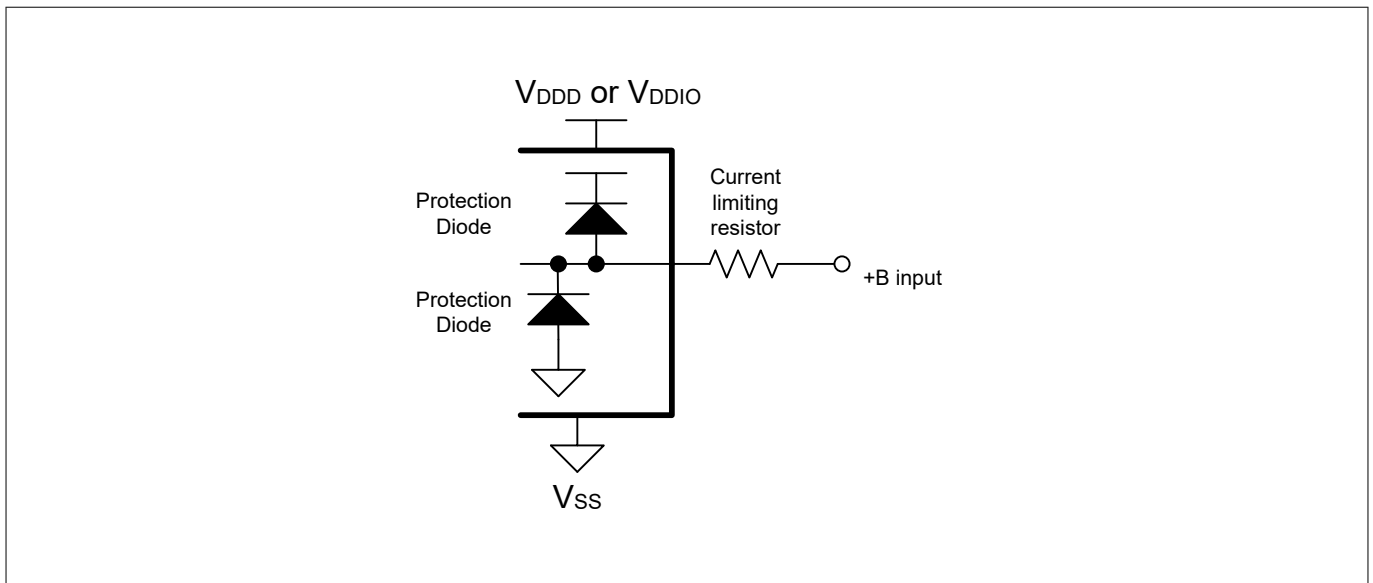 VDDD or VDDIO
Protection
Diode
Current
limiting
resistor
+B input
Protection
Diode
VSS